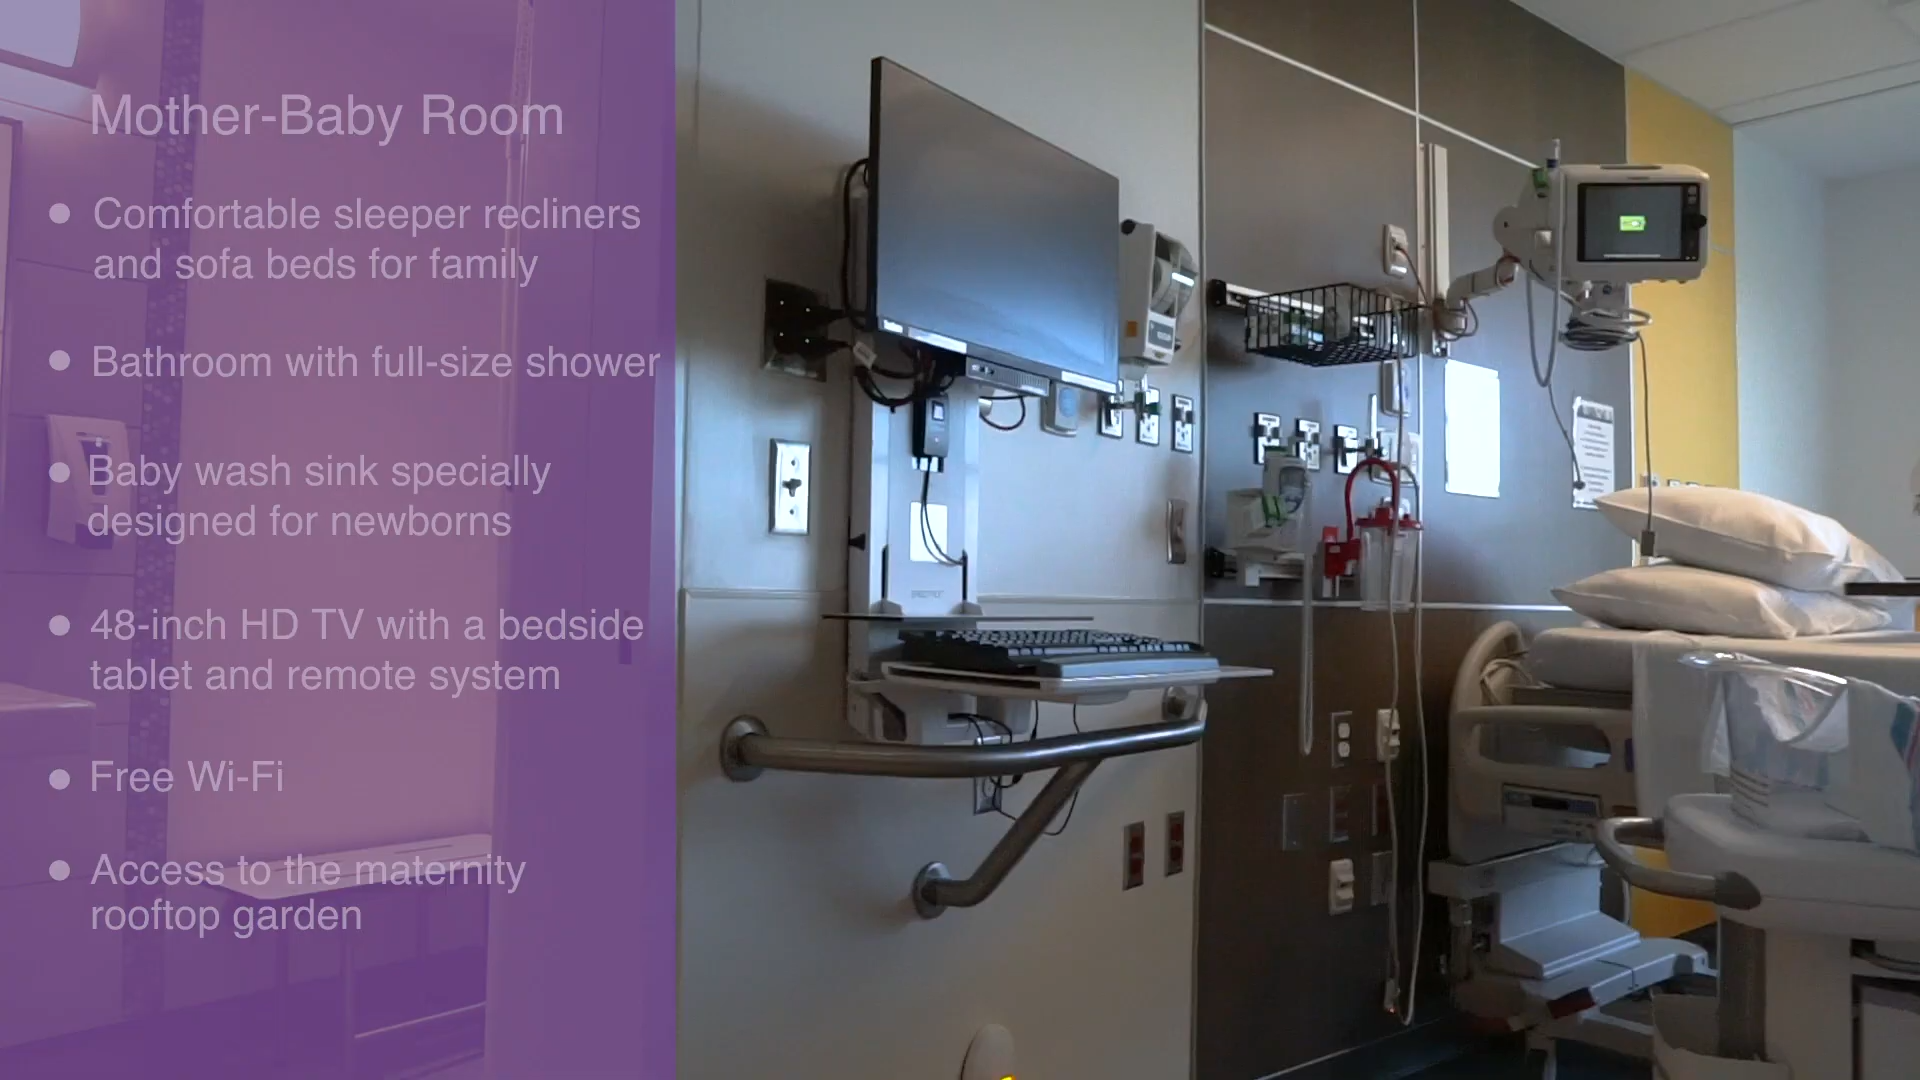 Mother-Baby Room
Comfortable sleeper recliners
and sofa beds for family
Bathroom with full-size shower
Baby wash sink specially
designed for newborns
48-inch HD TV with a bedside
tablet and remote system
Free Wi-Fi
Access to the maternity
rooftop garden